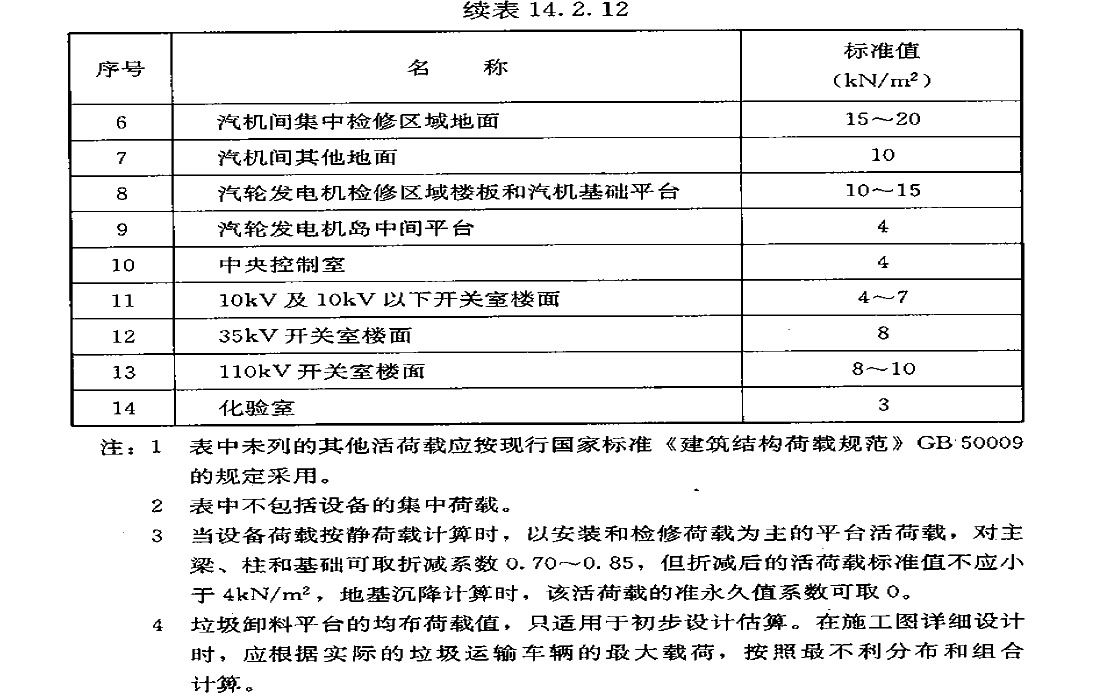 续表 14.2.12
序号 名 称 标准值
(kN/m²)
6 汽机间集中检修区域地面 15～20
7 汽机间其他地面 10
8 汽轮发电机检修区域楼板和汽机基础平台 10～15
9 汽轮发电机岛中间平台 4
10 中央控制室 4
11 10kV 及 10kV 以下开关室楼面 4～7
12 35kV 开关室楼面 8
13 110kV 开关室楼面 8～10
14 化验室 3
注：1 表中未列的其他活荷载应按现行国家标准《建筑结构荷载规范》GB 50009
的规定采用。
2 表中不包括设备的集中荷载。
3 当设备荷载按静荷载计算时，以安装和检修荷载为主的平台活荷载，对主
梁、柱和基础可取折减系数 0.70～0.85，但折减后的活荷载标准值不应小
于 4kN/m²，地基沉降计算时，该活荷载的准永久值系数可取 0。
4 垃圾卸料平台的均布荷载值，只适用于初步设计估算。在施工图详细设计
时，应根据实际的垃圾运输车辆的最大载荷，按照最不利分布和组合
计算。